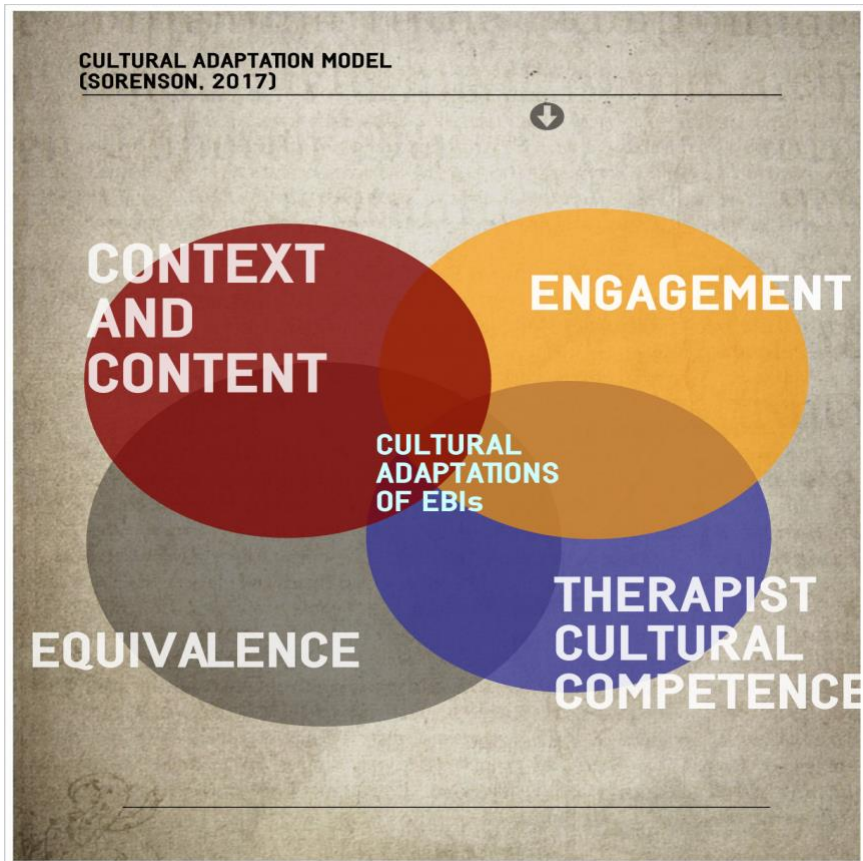 CULTURAL ADAPTATION MODEL
(SORENSON, 2017)
CONTEXT
AND
CONTENT
ENGAGEMENT
CULTURAL
ADAPTATIONS
OF EBIs
EQUIVALENCE
THERAPIST
CULTURAL
COMPETENCE